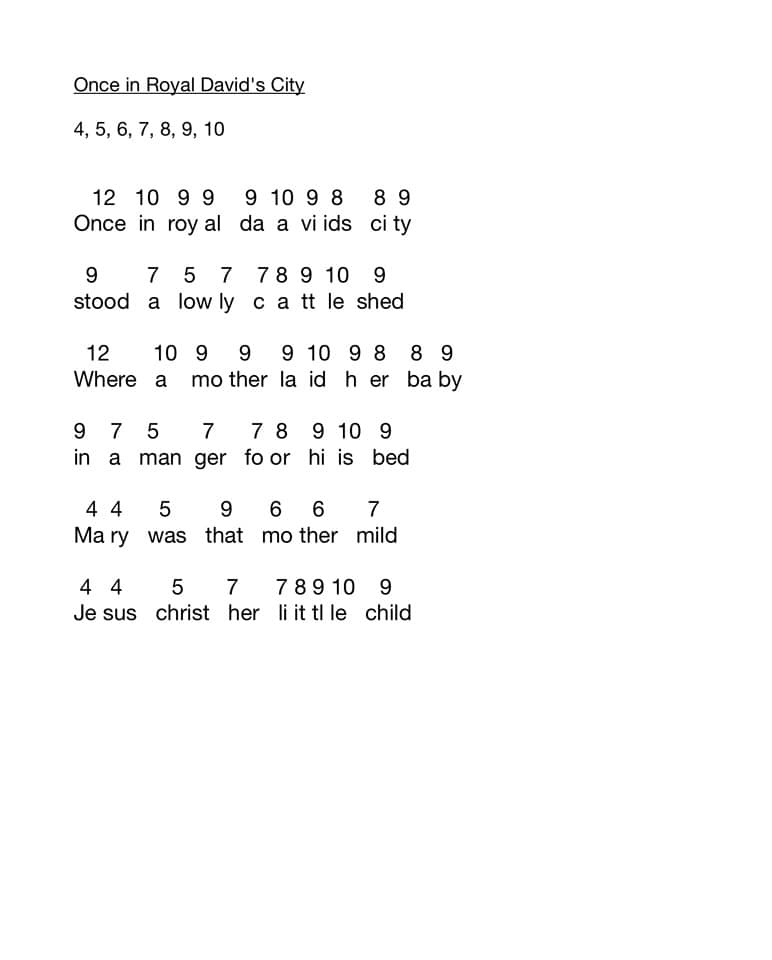 Once in Royal David's City
4, 5, 6, 7, 8, 9, 10
12 10 9 9 9 10 9 8 8 9
Once in roy al da a vi ids ci ty
9 7 5 7 7 8 9 10 9
stood a low ly c a tt le shed
12 10 9 9 9 10 9 8 8 9
Where a mo ther la id h er ba by
9 7 5 7 7 8 9 10 9
in a man ger fo or hi is bed
4 4 5 9 6 6 7
Ma ry was that mo ther mild
4 4 5 7 7 8 9 10 9
Je sus christ her li it tl le child